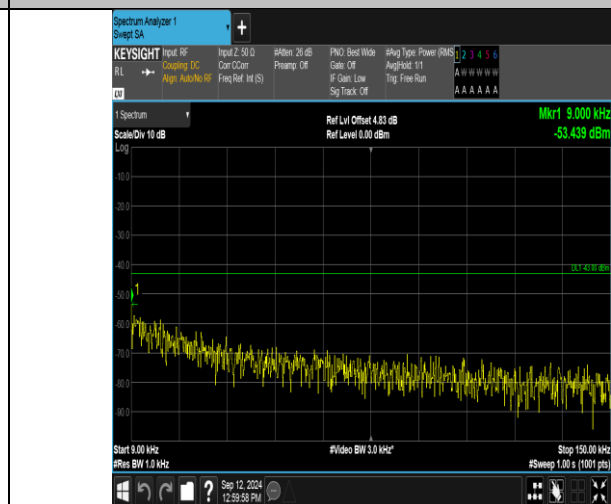 Spectrum Analyzer 1
Swept SA
+
KEYSIGHT Input: RF Input Z: 50 Ω #Atten: 26 dB PNO: Best Wide #Avg Type: Power (RMS 1 2 3 4 5 6
RL Coupling: DC Corr CCorr Preamp: Off Gate: Off Avg|Hold: 1/1 A W W W W W
Align: Auto/No RF Freq Ref: Int (S) IF Gain: Low Trig: Free Run
Sig Track: Off A A A A A A
LXI
1 Spectrum
Ref Lvl Offset 4.83 dB Mkr1 9.000 kHz
Scale/Div 10 dB Ref Level 0.00 dBm -53.439 dBm
Log
-10.0
-20.0
-30.0
-40.0
DL1 -43.00 dBm
-50.0
1
-60.0
-70.0
-80.0
-90.0
Start 9.00 kHz #Video BW 3.0 kHz* Stop 150.00 kHz
#Res BW 1.0 kHz #Sweep 1.00 s (1001 pts)
? Sep 12, 2024
12:59:58 PM